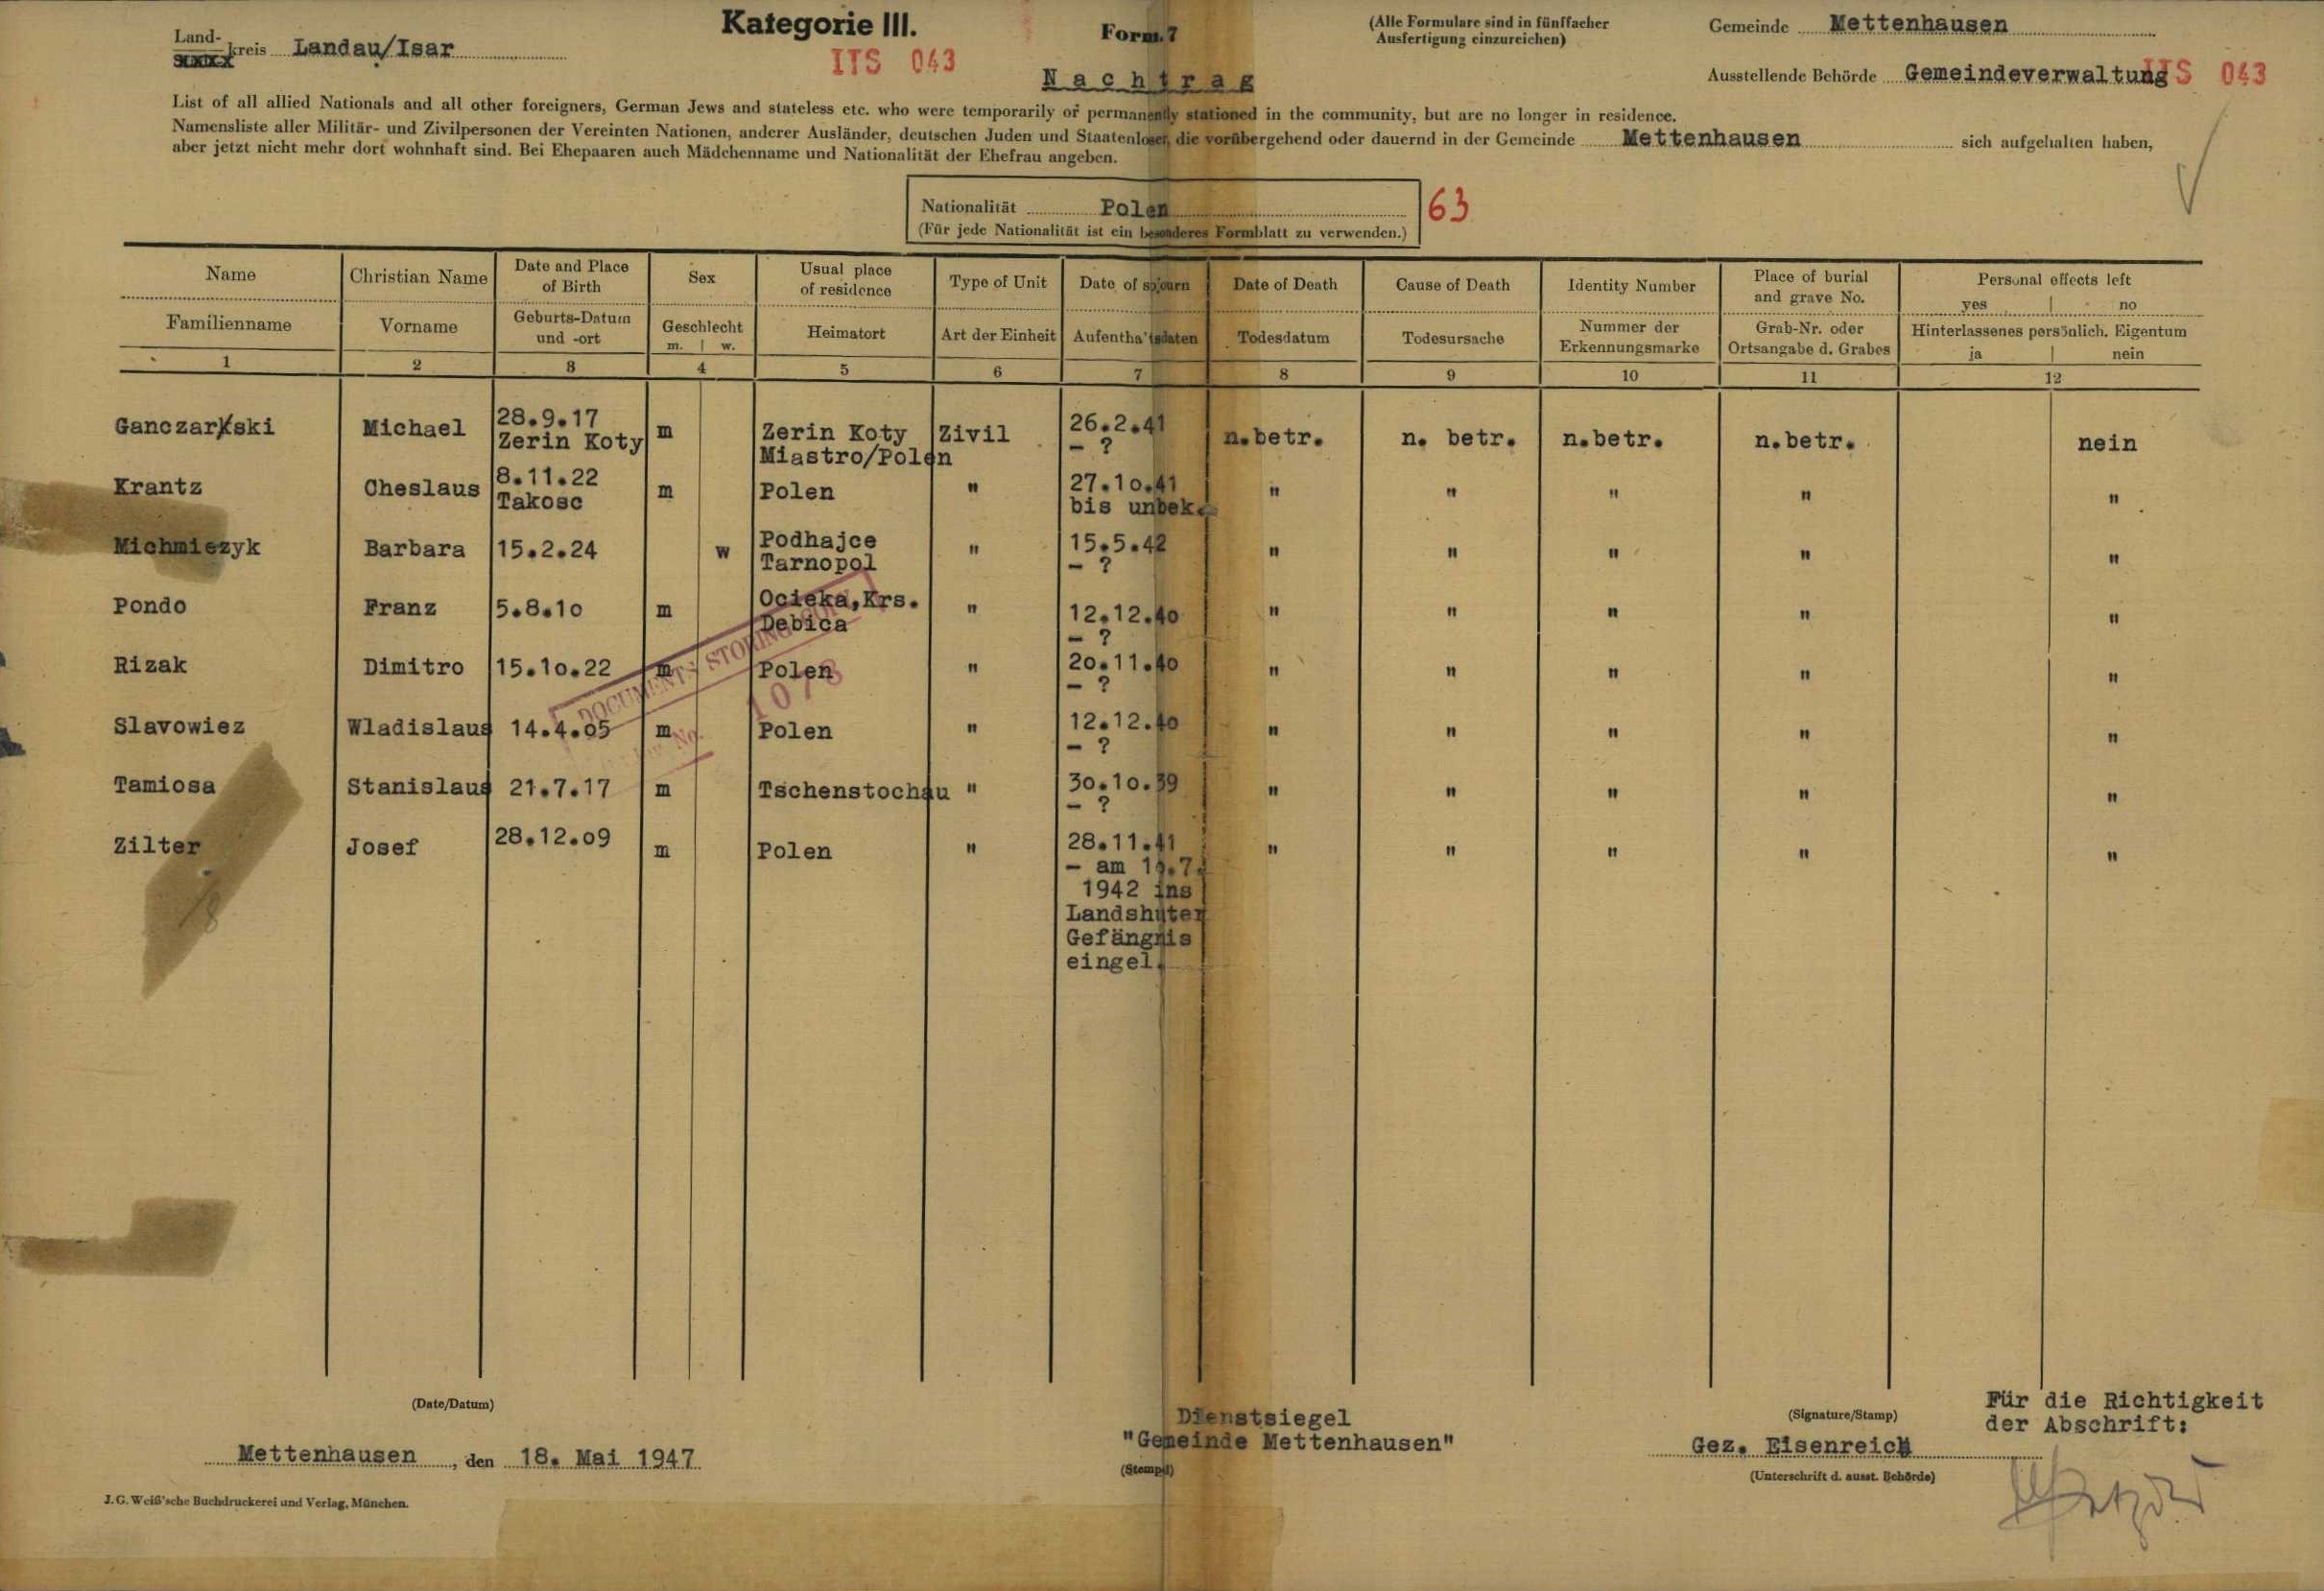 Kategorie III.
Form. 7
(Alle Formulare sind in fünffacher
Ausfertigung einzureichen)
Gemeinde Mettenhausen
Land-
kreis Landau/Isar
ITS 043
Nachtrag
Ausstellende Behörde Gemeindeverwaltung
ITS 043
List of all allied Nationals and all other foreigners, German Jews and stateless etc. who were temporarily or permanently stationed in the community, but are no longer in residence.
Namensliste aller Militär- und Zivilpersonen der Vereinten Nationen, anderer Ausländer, deutschen Juden und Staatenloser, die vorübergehend oder dauernd in der Gemeinde Mettenhausen sich aufgehalten haben,
aber jetzt nicht mehr dort wohnhaft sind. Bei Ehepaaren auch Mädchenname und Nationalität der Ehefrau angeben.
Nationalität Polen
63
(Für jede Nationalität ist ein besonderes Formblatt zu verwenden.)
Name | Christian Name | Date and Place of Birth | Sex | Usual place of residence | Type of Unit | Date of sojourn | Date of Death | Cause of Death | Identity Number | Place of burial and grave No. | Personal effects left yes | no
Familienname | Vorname | Geburts-Datum und -ort | Geschlecht m. | w. | Heimatort | Art der Einheit | Aufenthaltsdaten | Todesdatum | Todesursache | Nummer der Erkennungsmarke | Grab-Nr. oder Ortsangabe d. Grabes | Hinterlassenes persönlich. Eigentum ja | nein
1 2 3 4 5 6 7 8 9 10 11 12
Ganczarski Michael 28.9.17 Zerin Koty m Zerin Koty Miastro/Polen Zivil 26.2.41 - ? n.betr. n. betr. n.betr. n.betr. nein
Krantz Cheslaus 8.11.22 Takosc m Polen " 27.10.41 bis unbek. " " " " "
Michmiezyk Barbara 15.2.24 w Podhajce Tarnopol " 15.5.42 - ? " " " " "
Pondo Franz 5.8.10 m Ocieka,Krs. Debica " 12.12.40 - ? " " " " "
Rizak Dimitro 15.10.22 m Polen " 20.11.40 - ? " " " " "
Slavowiez Wladislaus 14.4.05 m Polen " 12.12.40 - ? " " " " "
Tamiosa Stanislaus 21.7.17 m Tschenstochau " 30.10.39 - ? " " " " "
Zilter Josef 28.12.09 m Polen " 28.11.41 " " " " "
1942 ins
Landshuter
Gefängnis
eingel.
DOCUMENTS STORING
No. 1078
(Date/Datum)
Mettenhausen, den 18. Mai 1947
J. G. Weiß'sche Buchdruckerei und Verlag, München.
Dienstsiegel
"Gemeinde Mettenhausen"
(Stempel)
(Signature/Stamp)
Gez. Eisenreich
(Unterschrift d. ausst. Behörde)
Für die Richtigkeit
der Abschrift: